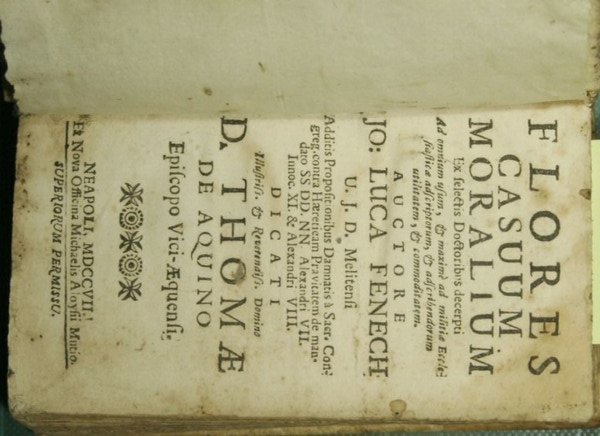 FLORES
CASUUM
MORALIUM
Ex selectis Doctoribus decerpti
Ad omnium usum, & maximè ad militiæ Eccle-
siasticæ adscriptorum, & adscribendorum
utilitatem, & commoditatem.
AUCTORE
JO: LUCA FENECH
U. J. D. Melitensi
Additis Propositionibus Damnatis à Sacr. Con-
greg. contra Hæreticam Pravitatem de man-
dato SS DD. NN Alexandri VII.
Innoc. XI. & Alexandri VIII.
DICATI
Illustriss. & Reverendiss. Domino
D. THOMÆ
DE AQUINO
Episcopo Vici-Æquensi.
NEAPOLI, MDCCVII.
Ex Nova Officina Michaelis Aloysii Mutio.
SUPERIORUM PERMISSU.